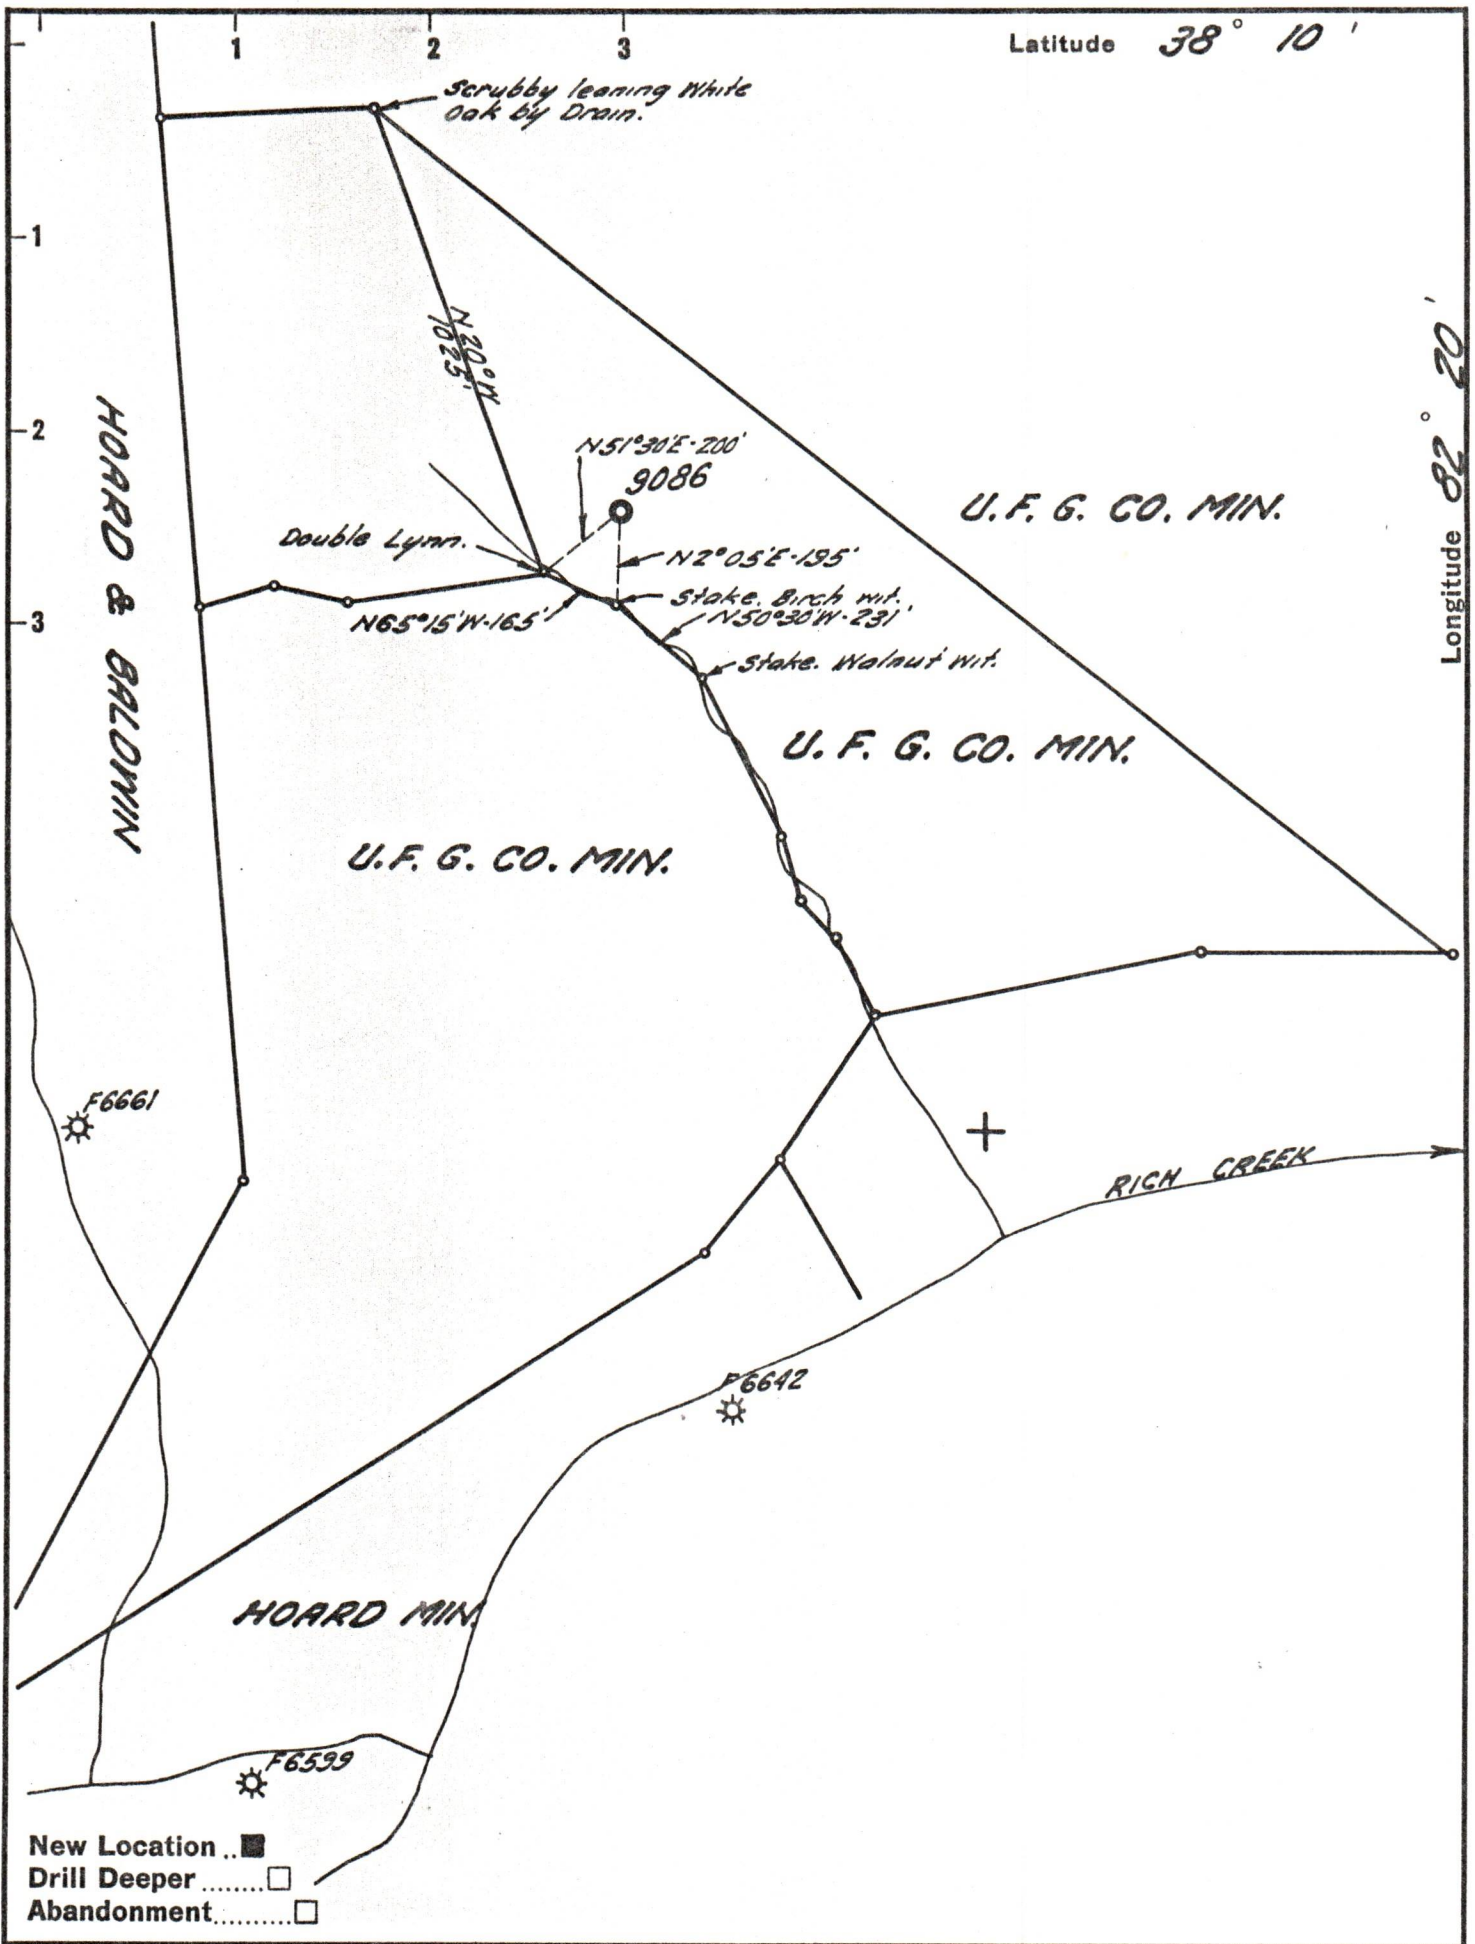 1 2 3
Latitude 38° 10'
Scrubby leaning White
Oak by Drain.
1
N20°W
1025'
2
Longitude 82° 20'
HOARD & BALDWIN
N51°30'E-200'
9086
U.F.G. CO. MIN.
Double Lynn.
N2°05'E-195'
Stake. Birch wit.
3
N65°15'W-165'
N50°30'W-231'
Stake. Walnut Wit.
U.F.G. CO. MIN.
U.F.G. CO. MIN.
F6661
RICH CREEK
F6642
HOARD MIN.
F6599
New Location .. ■
Drill Deeper ........ □
Abandonment .......... □